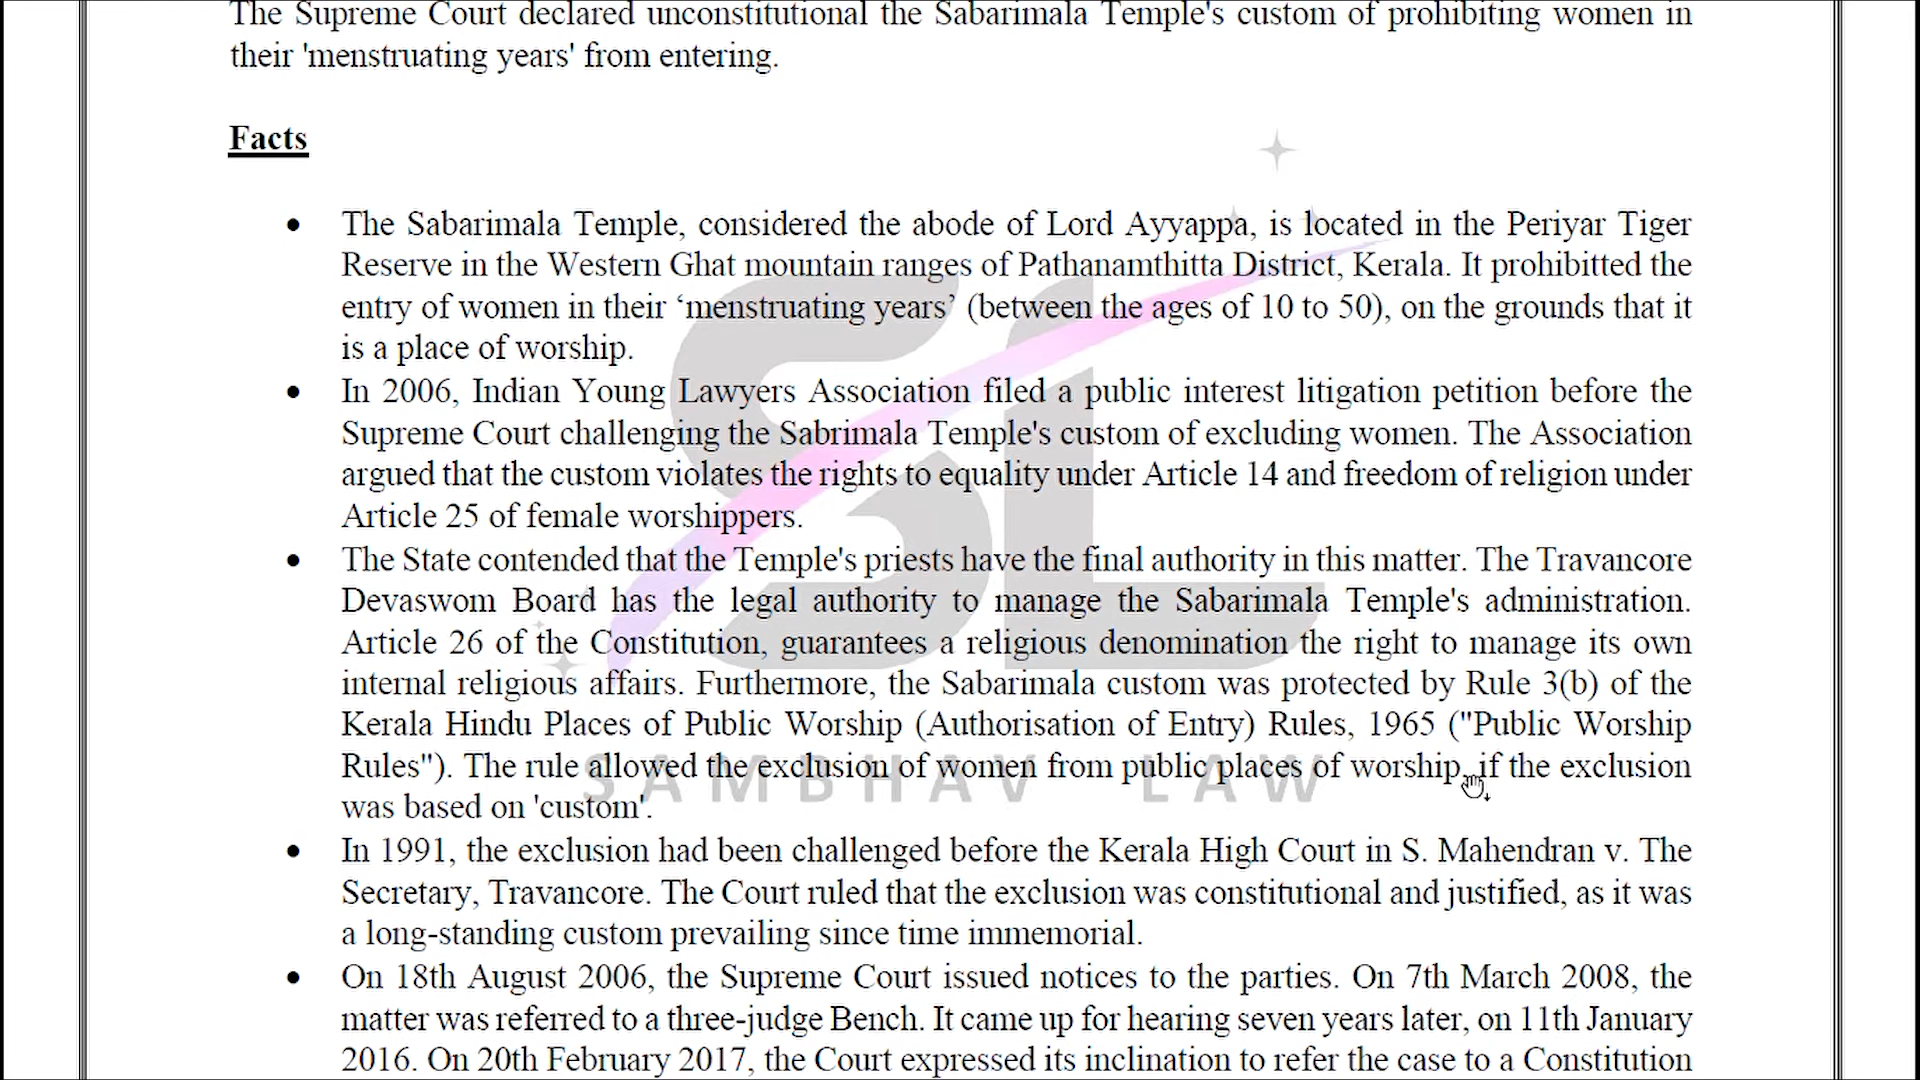 The Supreme Court declared unconstitutional the Sabarimala Temple's custom of prohibiting women in
their 'menstruating years' from entering.
Facts
• The Sabarimala Temple, considered the abode of Lord Ayyappa, is located in the Periyar Tiger
Reserve in the Western Ghat mountain ranges of Pathanamthitta District, Kerala. It prohibitted the
entry of women in their ‘menstruating years’ (between the ages of 10 to 50), on the grounds that it
is a place of worship.
• In 2006, Indian Young Lawyers Association filed a public interest litigation petition before the
Supreme Court challenging the Sabrimala Temple's custom of excluding women. The Association
argued that the custom violates the rights to equality under Article 14 and freedom of religion under
Article 25 of female worshippers.
• The State contended that the Temple's priests have the final authority in this matter. The Travancore
Devaswom Board has the legal authority to manage the Sabarimala Temple's administration.
Article 26 of the Constitution, guarantees a religious denomination the right to manage its own
internal religious affairs. Furthermore, the Sabarimala custom was protected by Rule 3(b) of the
Kerala Hindu Places of Public Worship (Authorisation of Entry) Rules, 1965 ("Public Worship
Rules"). The rule allowed the exclusion of women from public places of worship, if the exclusion
was based on 'custom'.
• In 1991, the exclusion had been challenged before the Kerala High Court in S. Mahendran v. The
Secretary, Travancore. The Court ruled that the exclusion was constitutional and justified, as it was
a long-standing custom prevailing since time immemorial.
• On 18th August 2006, the Supreme Court issued notices to the parties. On 7th March 2008, the
matter was referred to a three-judge Bench. It came up for hearing seven years later, on 11th January
2016. On 20th February 2017, the Court expressed its inclination to refer the case to a Constitution
SL
SAMBHAV LAW